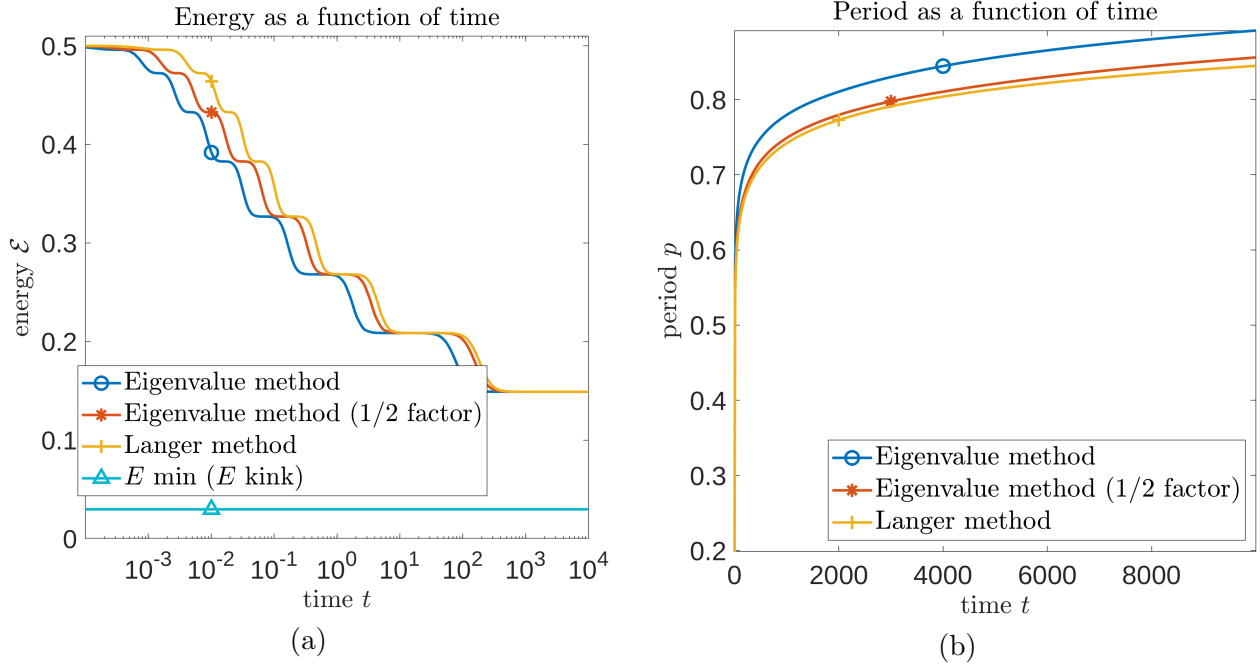 Energy as a function of time
energy ℰ
0.5
0.4
0.3
0.2
0.1
0
Eigenvalue method
Eigenvalue method (1/2 factor)
Langer method
E min (E kink)
10^-3 10^-2 10^-1 10^0 10^1 10^2 10^3 10^4
time t
(a)
Period as a function of time
period p
0.8
0.7
0.6
0.5
0.4
0.3
0.2
Eigenvalue method
Eigenvalue method (1/2 factor)
Langer method
0 2000 4000 6000 8000
time t
(b)